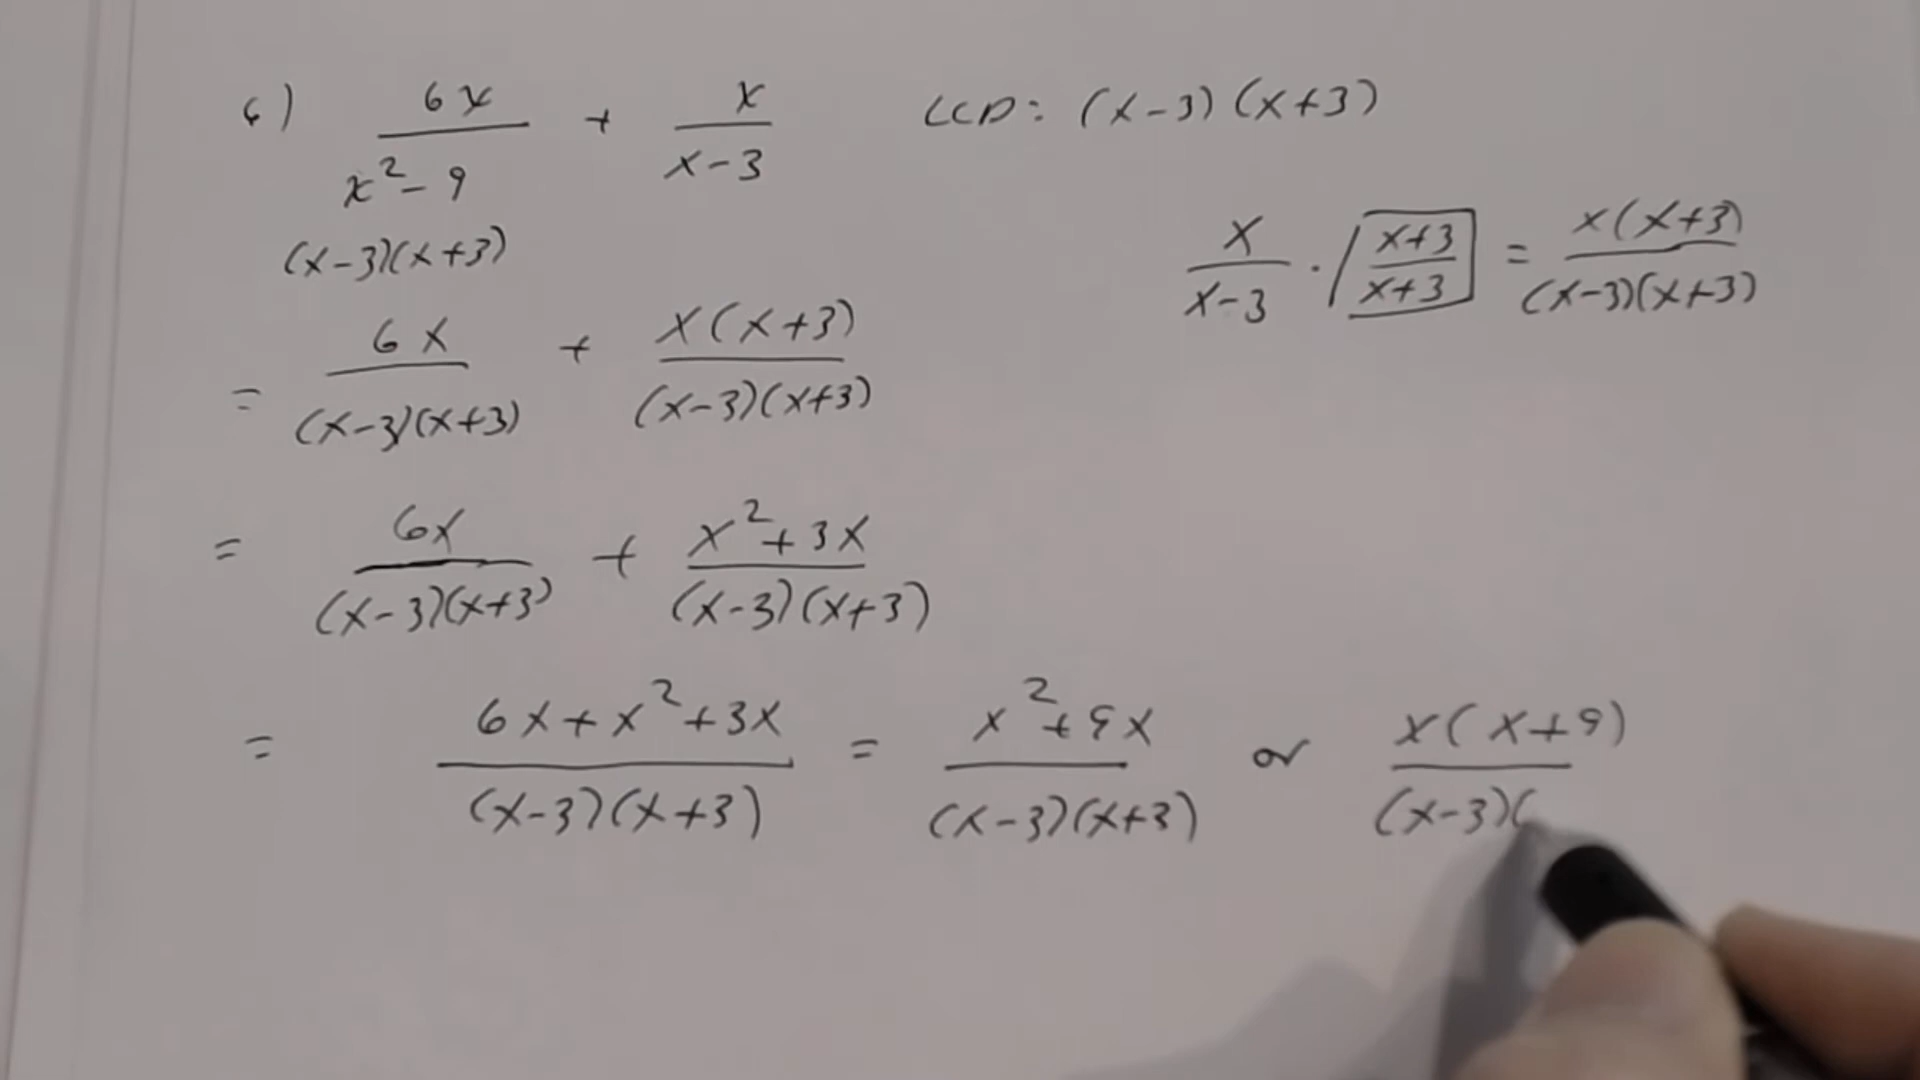 6) 6x/(x² - 9) + x/(x-3) LCD: (x-3)(x+3)
(x-3)(x+3)
x/(x-3) · (x+3)/(x+3) = x(x+3)/((x-3)(x+3))
= 6x/((x-3)(x+3)) + x(x+3)/((x-3)(x+3))
= 6x/((x-3)(x+3)) + (x²+3x)/((x-3)(x+3))
= (6x+x²+3x)/((x-3)(x+3)) = (x²+9x)/((x-3)(x+3)) or x(x+9)/((x-3)(